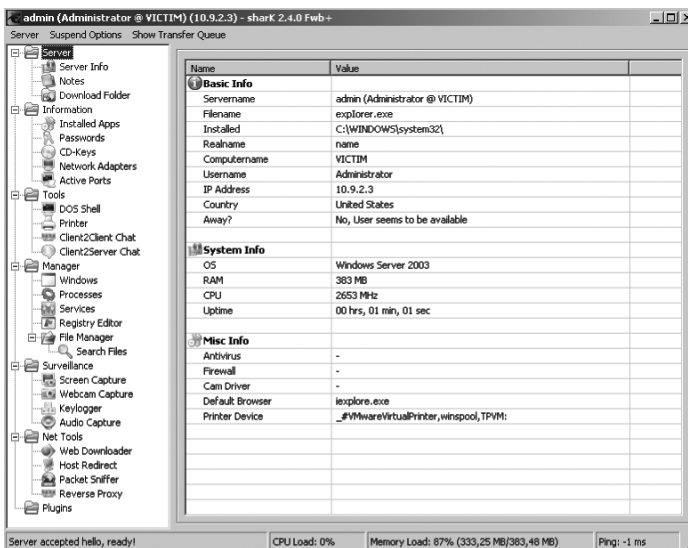 admin (Administrator @ VICTIM) (10.9.2.3) - sharK 2.4.0 Fwb+
Server Suspend Options Show Transfer Queue
Server
Server Info
Notes
Download Folder
Information
Installed Apps
Passwords
CD-Keys
Network Adapters
Active Ports
Tools
DOS Shell
Printer
Client2Client Chat
Client2Server Chat
Manager
Windows
Processes
Services
Registry Editor
File Manager
Search Files
Surveillance
Screen Capture
Webcam Capture
Keylogger
Audio Capture
Net Tools
Web Downloader
Host Redirect
Packet Sniffer
Reverse Proxy
Plugins
Name Value
Basic Info
Servername admin (Administrator @ VICTIM)
Filename expIorer.exe
Installed C:\WINDOWS\system32\
Realname name
Computername VICTIM
Username Administrator
IP Address 10.9.2.3
Country United States
Away? No, User seems to be available
System Info
OS Windows Server 2003
RAM 383 MB
CPU 2653 MHz
Uptime 00 hrs, 01 min, 01 sec
Misc Info
Antivirus -
Firewall -
Cam Driver -
Default Browser iexplore.exe
Printer Device _#VMwareVirtualPrinter,winspool,TPVM:
Server accepted hello, ready! CPU Load: 0% Memory Load: 87% (333,25 MB/383,48 MB) Ping: -1 ms